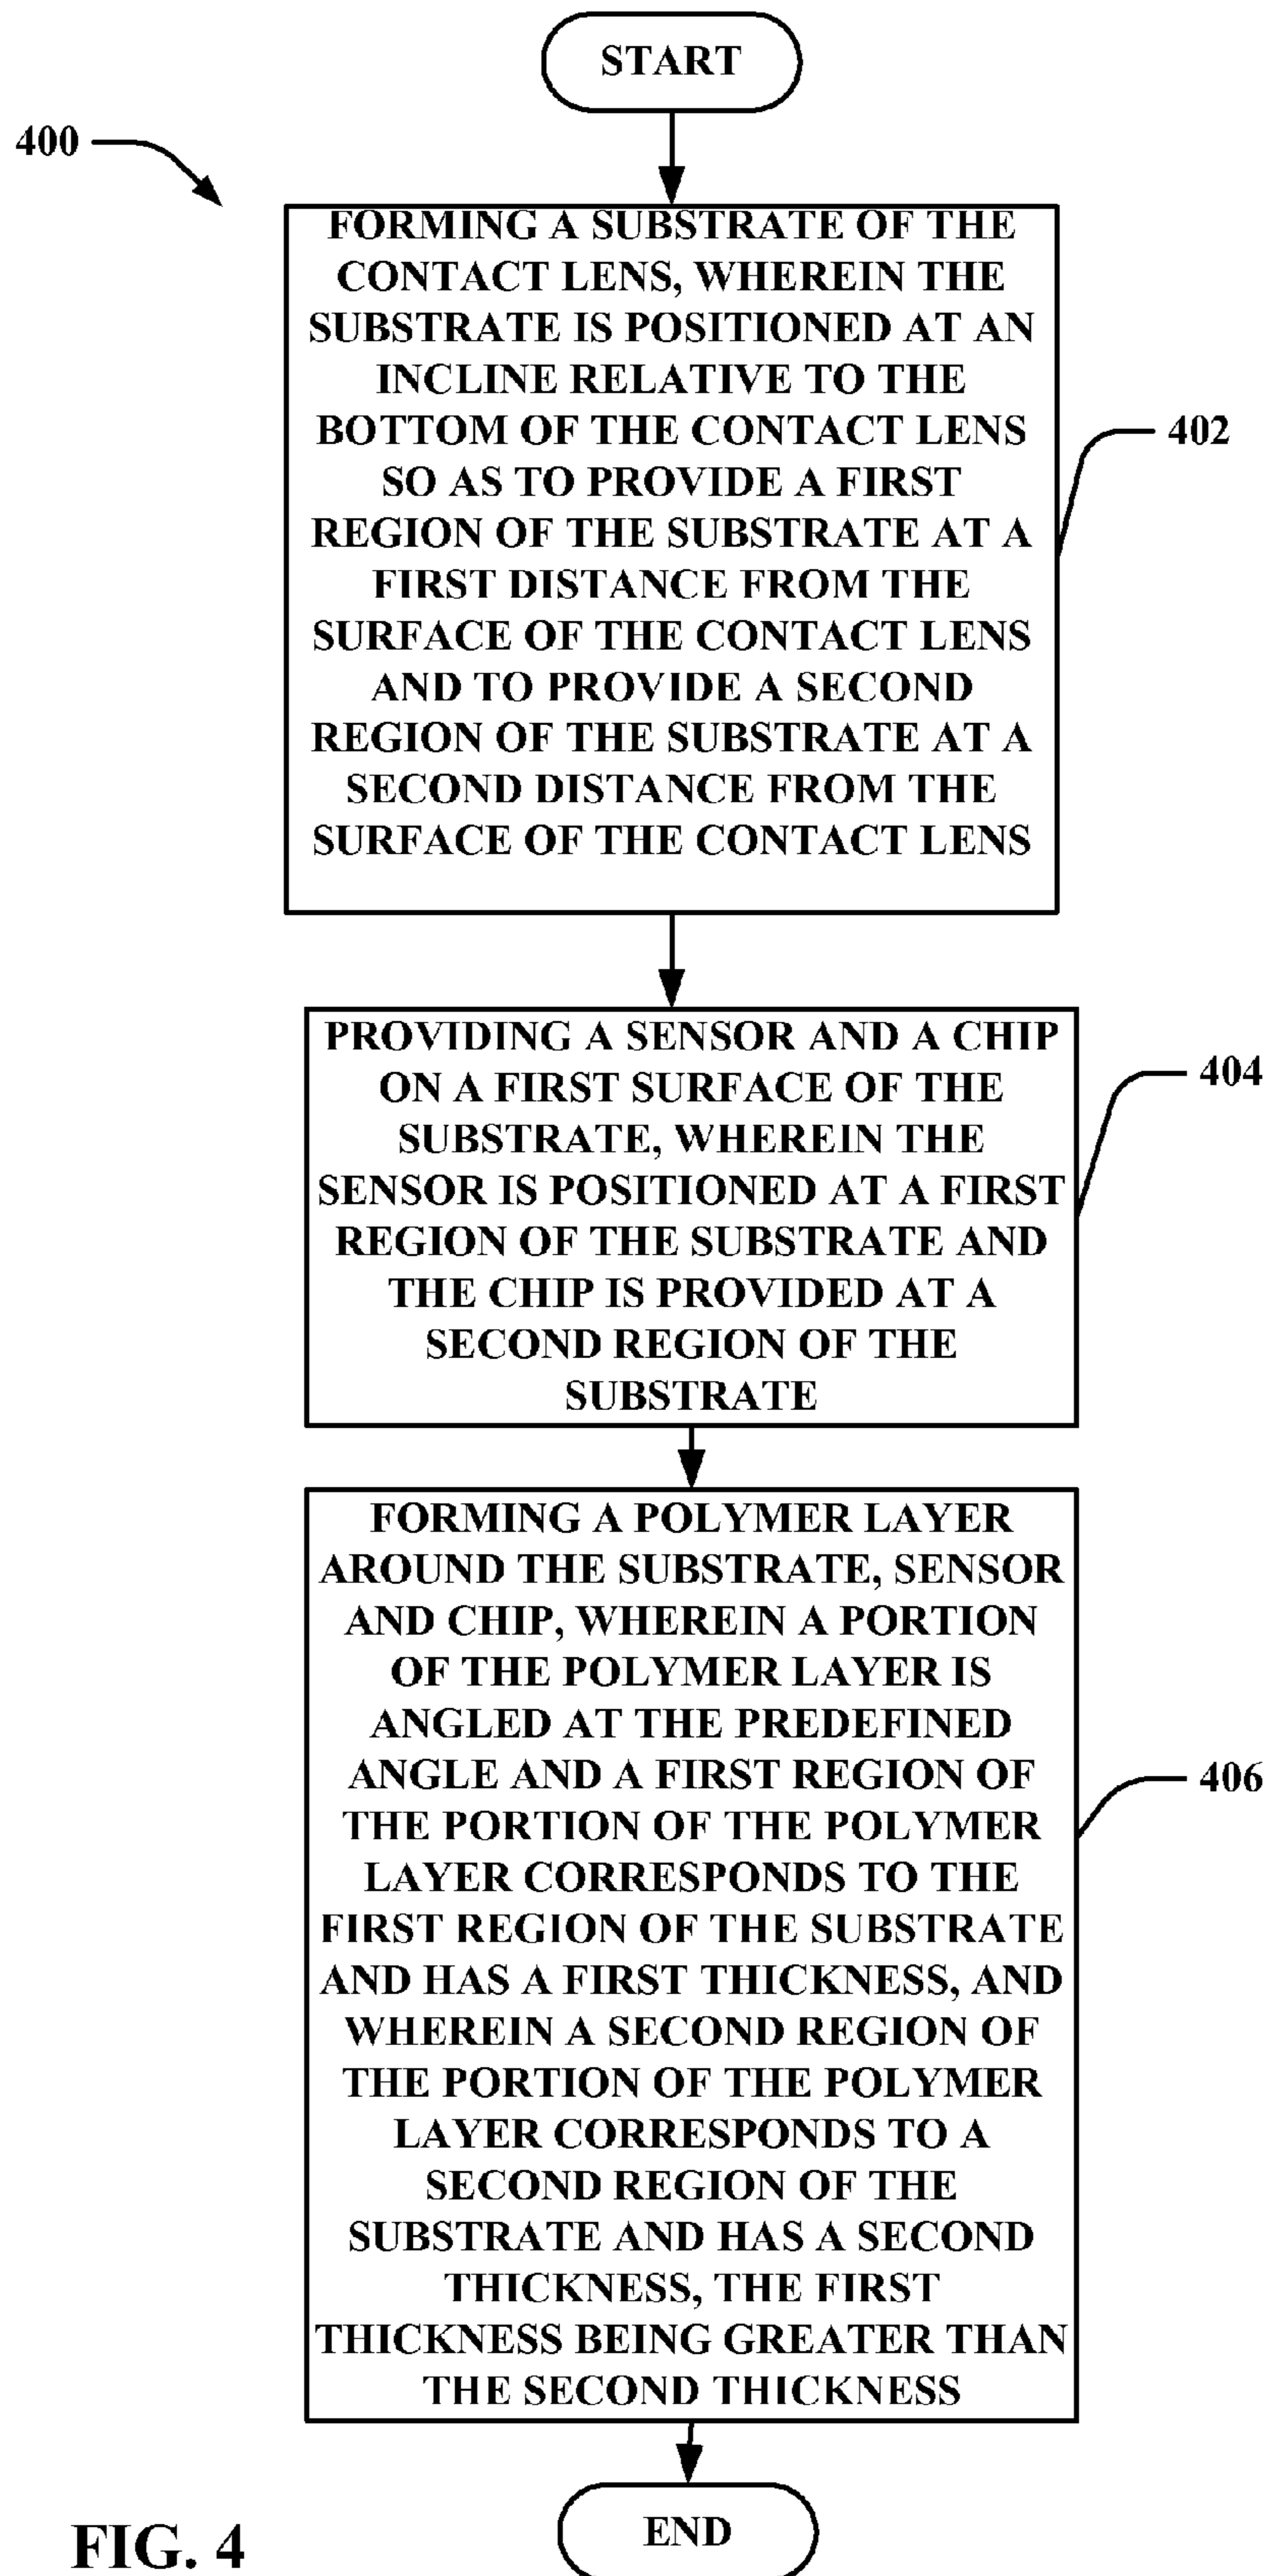 START
400
FORMING A SUBSTRATE OF THE
CONTACT LENS, WHEREIN THE
SUBSTRATE IS POSITIONED AT AN
INCLINE RELATIVE TO THE
BOTTOM OF THE CONTACT LENS
SO AS TO PROVIDE A FIRST
REGION OF THE SUBSTRATE AT A
FIRST DISTANCE FROM THE
SURFACE OF THE CONTACT LENS
AND TO PROVIDE A SECOND
REGION OF THE SUBSTRATE AT A
SECOND DISTANCE FROM THE
SURFACE OF THE CONTACT LENS
402
PROVIDING A SENSOR AND A CHIP
ON A FIRST SURFACE OF THE
SUBSTRATE, WHEREIN THE
SENSOR IS POSITIONED AT A FIRST
REGION OF THE SUBSTRATE AND
THE CHIP IS PROVIDED AT A
SECOND REGION OF THE
SUBSTRATE
404
FORMING A POLYMER LAYER
AROUND THE SUBSTRATE, SENSOR
AND CHIP, WHEREIN A PORTION
OF THE POLYMER LAYER IS
ANGLED AT THE PREDEFINED
ANGLE AND A FIRST REGION OF
THE PORTION OF THE POLYMER
LAYER CORRESPONDS TO THE
FIRST REGION OF THE SUBSTRATE
AND HAS A FIRST THICKNESS, AND
WHEREIN A SECOND REGION OF
THE PORTION OF THE POLYMER
LAYER CORRESPONDS TO A
SECOND REGION OF THE
SUBSTRATE AND HAS A SECOND
THICKNESS, THE FIRST
THICKNESS BEING GREATER THAN
THE SECOND THICKNESS
406
END
FIG. 4